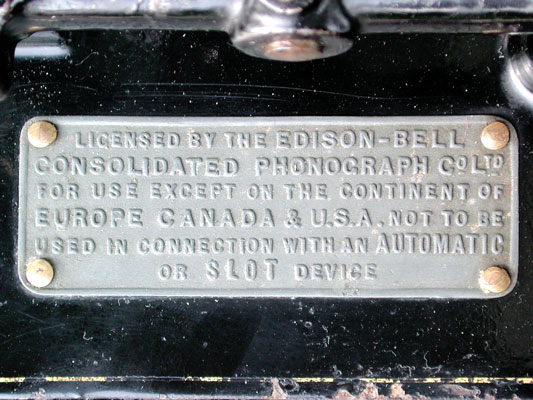 LICENSED BY THE EDISON-BELL
CONSOLIDATED PHONOGRAPH CO LTD
FOR USE EXCEPT ON THE CONTINENT OF
EUROPE CANADA & U.S.A. NOT TO BE
USED IN CONNECTION WITH AN AUTOMATIC
OR SLOT DEVICE